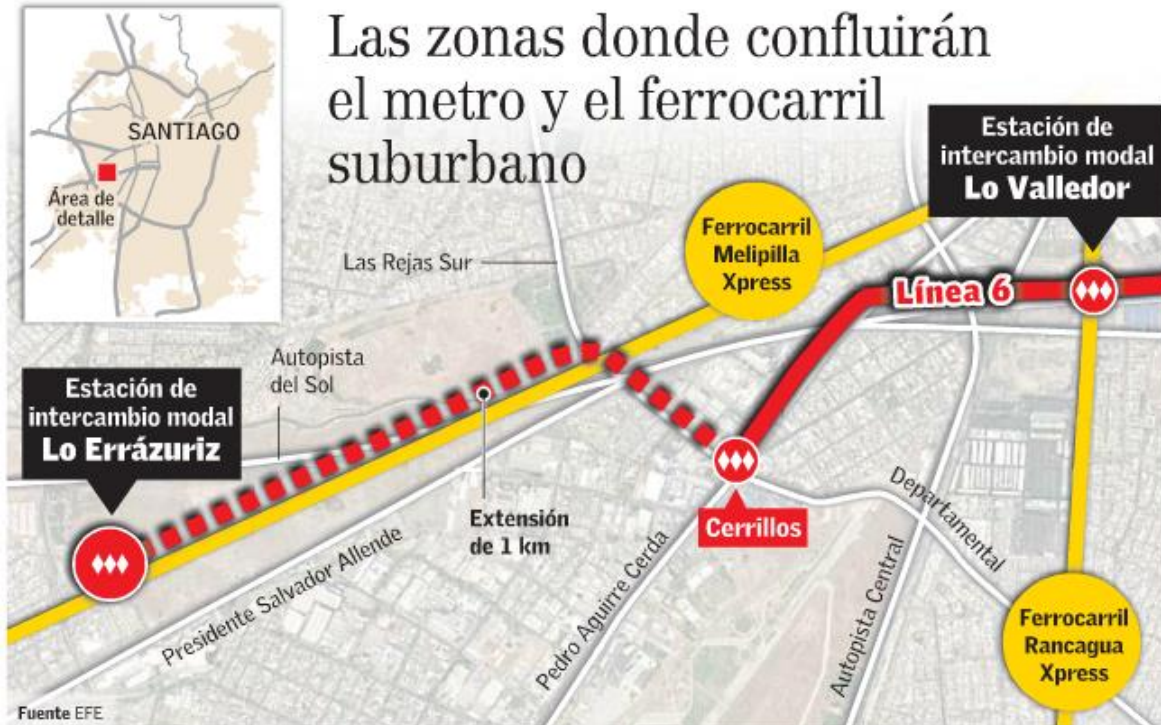 Las zonas donde confluirán
el metro y el ferrocarril
suburbano
SANTIAGO
Área de
detalle
Estación de
intercambio modal
Lo Valledor
Ferrocarril
Melipilla
Xpress
Las Rejas Sur
Línea 6
Autopista
del Sol
Estación de
intercambio modal
Lo Errázuriz
Extensión
de 1 km
Cerrillos
Departamental
Presidente Salvador Allende
Pedro Aguirre Cerda
Autopista Central
Ferrocarril
Rancagua
Xpress
Fuente EFE